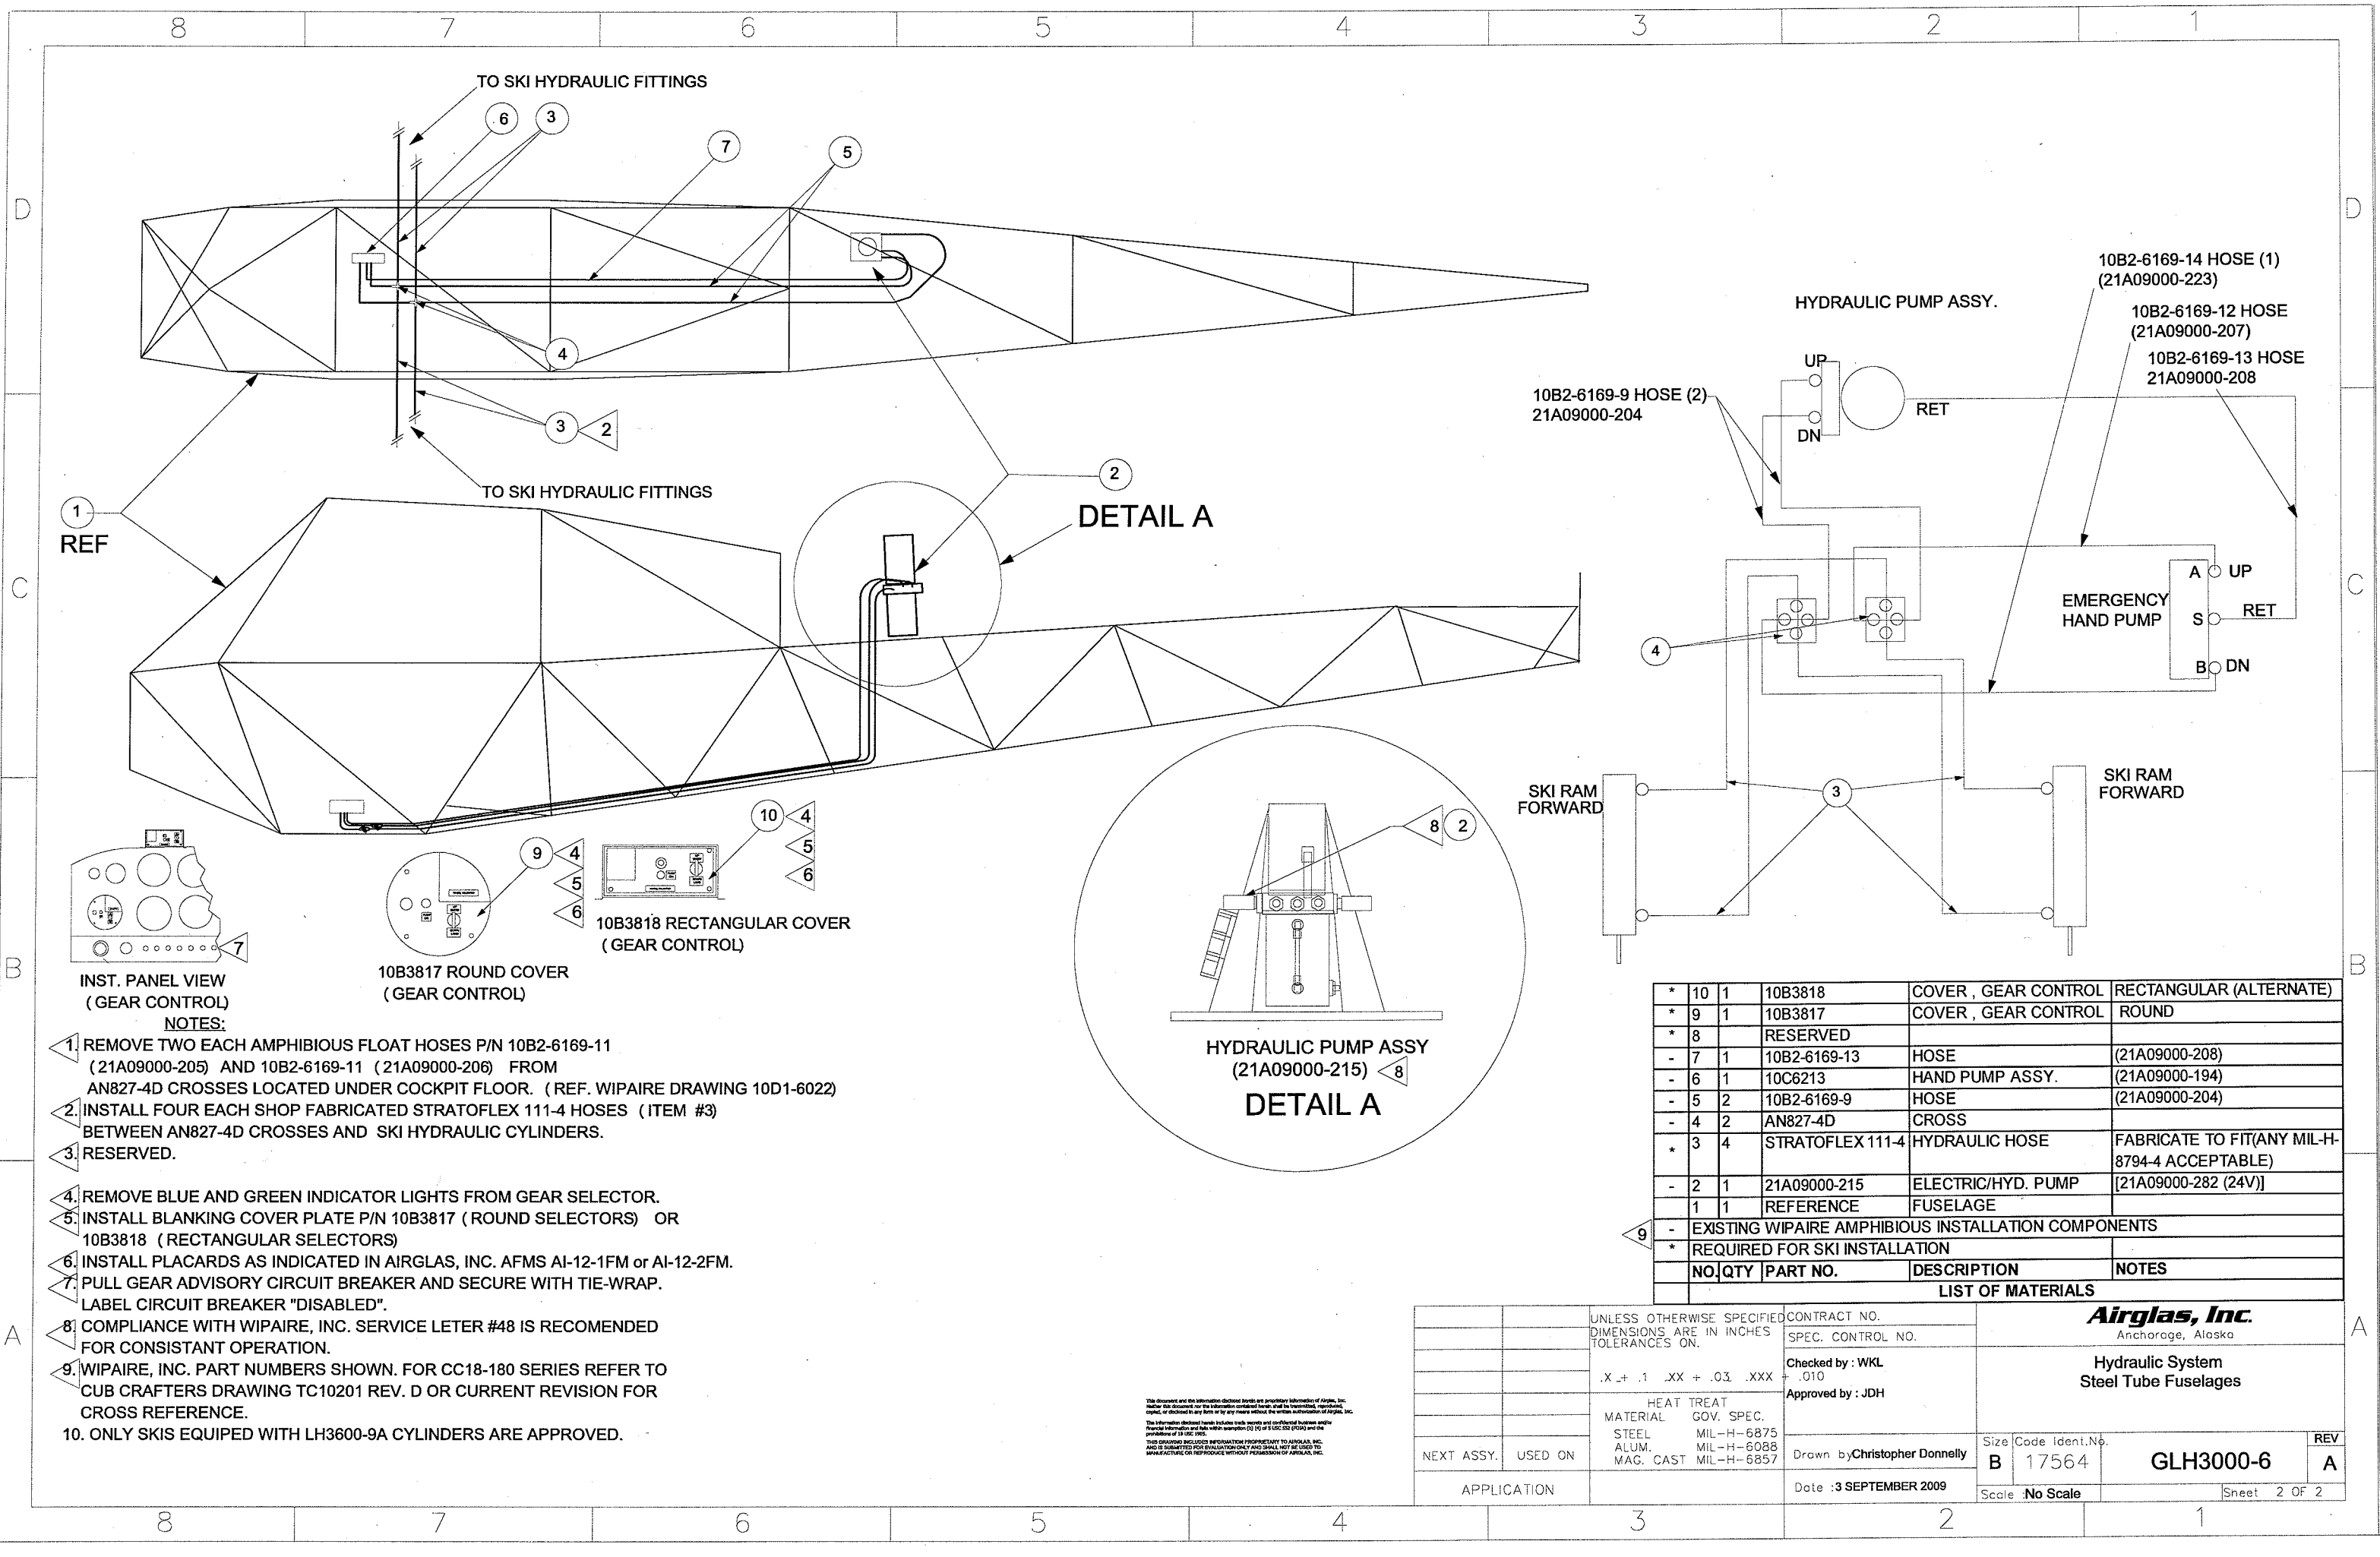 8 7 6 5 4 3 2 1
D
D
C
C
B
B
A
A
TO SKI HYDRAULIC FITTINGS
6
3
7
5
4
3
2
TO SKI HYDRAULIC FITTINGS
1
REF
2
DETAIL A
HYDRAULIC PUMP ASSY.
10B2-6169-14 HOSE (1)
(21A09000-223)
10B2-6169-12 HOSE
(21A09000-207)
10B2-6169-13 HOSE
21A09000-208
10B2-6169-9 HOSE (2)
21A09000-204
UP
DN
RET
EMERGENCY
HAND PUMP
A UP
S RET
B DN
4
SKI RAM
FORWARD
3
SKI RAM
FORWARD
INST. PANEL VIEW
( GEAR CONTROL)
7
9
4
5
6
10B3817 ROUND COVER
( GEAR CONTROL)
10
4
5
6
10B3818 RECTANGULAR COVER
( GEAR CONTROL)
8 2
HYDRAULIC PUMP ASSY
(21A09000-215) 8
DETAIL A
NOTES:
1. REMOVE TWO EACH AMPHIBIOUS FLOAT HOSES P/N 10B2-6169-11
( 21A09000-205) AND 10B2-6169-11 ( 21A09000-206) FROM
AN827-4D CROSSES LOCATED UNDER COCKPIT FLOOR. ( REF. WIPAIRE DRAWING 10D1-6022)
2. INSTALL FOUR EACH SHOP FABRICATED STRATOFLEX 111-4 HOSES ( ITEM #3)
BETWEEN AN827-4D CROSSES AND SKI HYDRAULIC CYLINDERS.
3. RESERVED.
4. REMOVE BLUE AND GREEN INDICATOR LIGHTS FROM GEAR SELECTOR.
5. INSTALL BLANKING COVER PLATE P/N 10B3817 ( ROUND SELECTORS) OR
10B3818 ( RECTANGULAR SELECTORS)
6. INSTALL PLACARDS AS INDICATED IN AIRGLAS, INC. AFMS AI-12-1FM or AI-12-2FM.
7. PULL GEAR ADVISORY CIRCUIT BREAKER AND SECURE WITH TIE-WRAP.
LABEL CIRCUIT BREAKER "DISABLED".
8. COMPLIANCE WITH WIPAIRE, INC. SERVICE LETER #48 IS RECOMENDED
FOR CONSISTANT OPERATION.
9. WIPAIRE, INC. PART NUMBERS SHOWN. FOR CC18-180 SERIES REFER TO
CUB CRAFTERS DRAWING TC10201 REV. D OR CURRENT REVISION FOR
CROSS REFERENCE.
10. ONLY SKIS EQUIPED WITH LH3600-9A CYLINDERS ARE APPROVED.
* 10 1 10B3818 COVER , GEAR CONTROL RECTANGULAR (ALTERNATE)
* 9 1 10B3817 COVER , GEAR CONTROL ROUND
* 8 RESERVED
- 7 1 10B2-6169-13 HOSE (21A09000-208)
- 6 1 10C6213 HAND PUMP ASSY. (21A09000-194)
- 5 2 10B2-6169-9 HOSE (21A09000-204)
- 4 2 AN827-4D CROSS
* 3 4 STRATOFLEX 111-4 HYDRAULIC HOSE FABRICATE TO FIT(ANY MIL-H-
8794-4 ACCEPTABLE)
- 2 1 21A09000-215 ELECTRIC/HYD. PUMP [21A09000-282 (24V)]
1 1 REFERENCE FUSELAGE
9 - EXISTING WIPAIRE AMPHIBIOUS INSTALLATION COMPONENTS
* REQUIRED FOR SKI INSTALLATION
NO. QTY PART NO. DESCRIPTION NOTES
LIST OF MATERIALS
UNLESS OTHERWISE SPECIFIED
DIMENSIONS ARE IN INCHES
TOLERANCES ON.
.X + .1 .XX + .03. .XXX + .010
HEAT TREAT
MATERIAL GOV. SPEC.
STEEL MIL-H-6875
ALUM. MIL-H-6088
MAG. CAST MIL-H-6857
NEXT ASSY. USED ON
APPLICATION
CONTRACT NO.
SPEC. CONTROL NO.
Checked by : WKL
Approved by : JDH
Drawn by Christopher Donnelly
Date : 3 SEPTEMBER 2009
Airglas, Inc.
Anchorage, Alaska
Hydraulic System
Steel Tube Fuselages
Size Code Ident.No. REV
B 17564 GLH3000-6 A
Scale :No Scale Sheet 2 OF 2
8 7 6 5 4 3 2 1